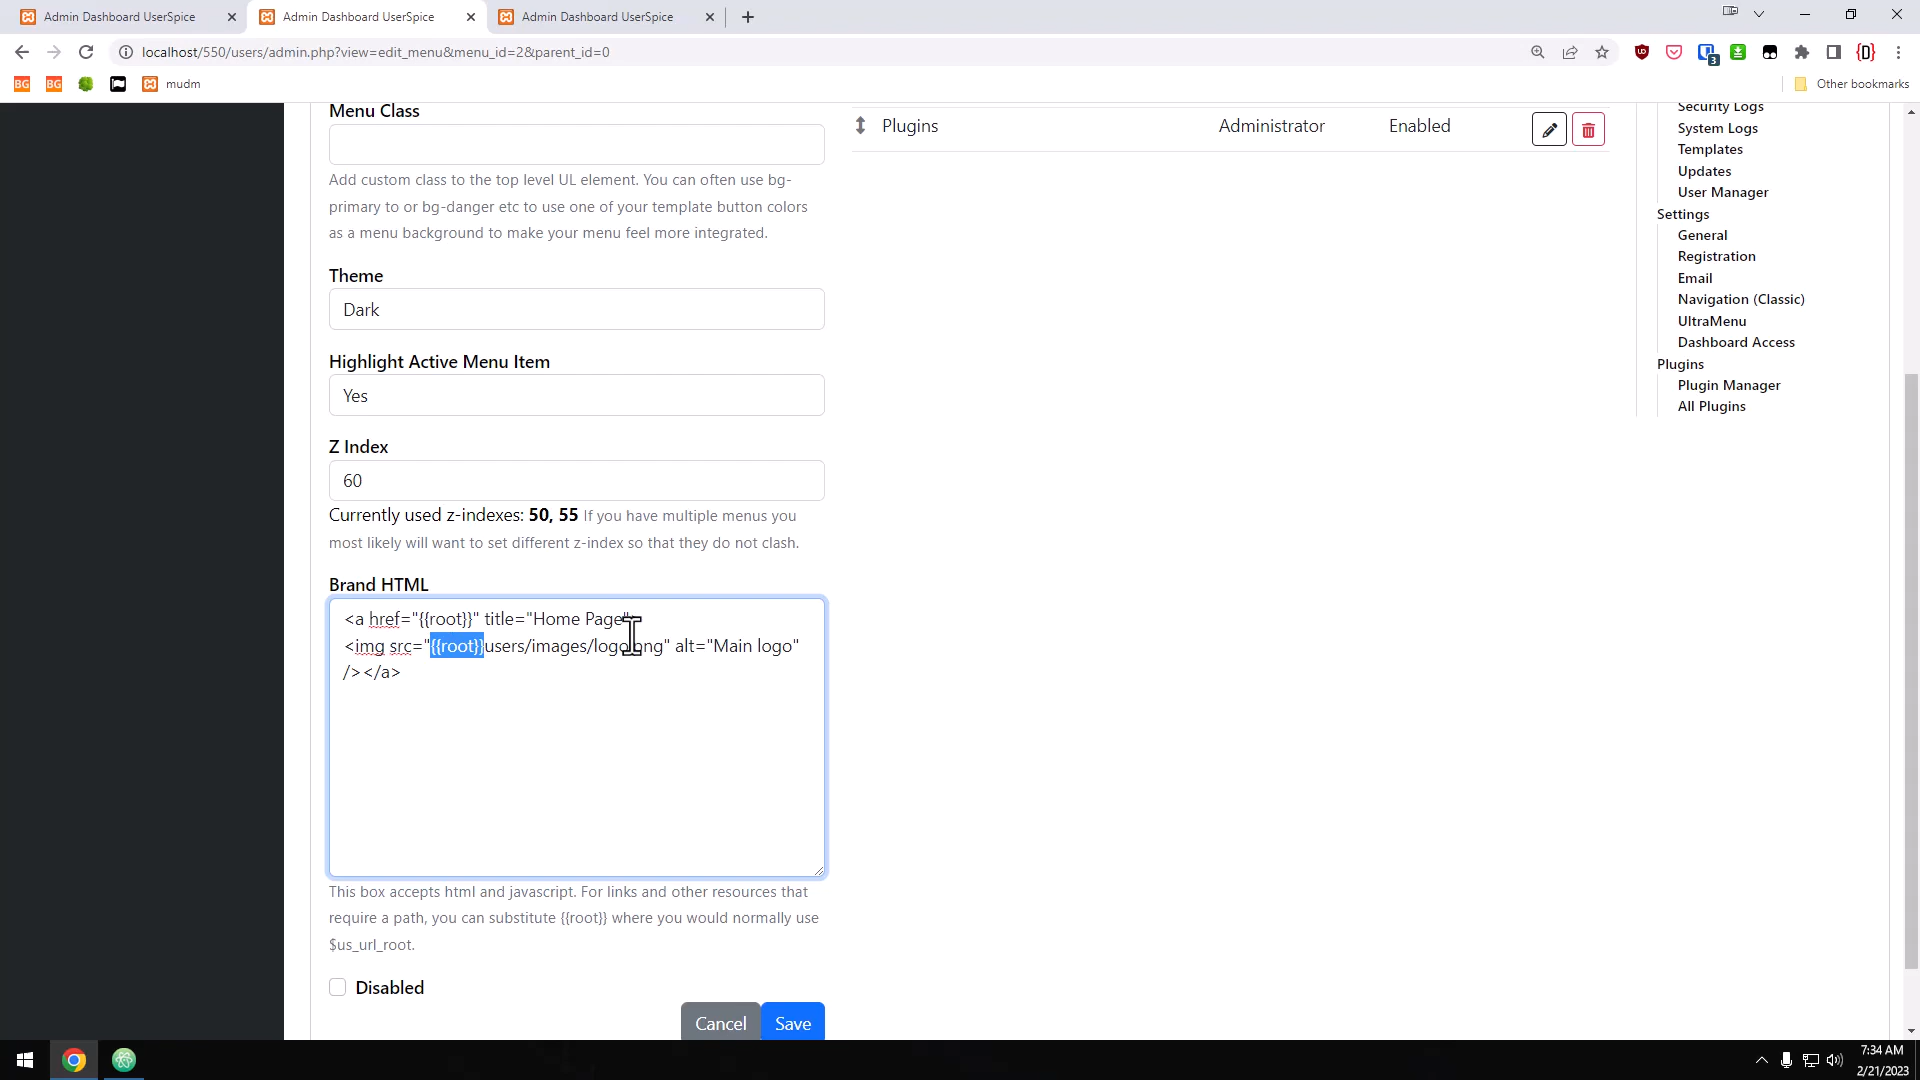 Admin Dashboard UserSpice
Admin Dashboard UserSpice
Admin Dashboard UserSpice
localhost/550/users/admin.php?view=edit_menu&menu_id=2&parent_id=0
3
{D}
BG
BG
mudm
Other bookmarks
Menu Class
Add custom class to the top level UL element. You can often use bg-
primary to or bg-danger etc to use one of your template button colors
as a menu background to make your menu feel more integrated.
Theme
Dark
Highlight Active Menu Item
Yes
Z Index
60
Currently used z-indexes: 50, 55 If you have multiple menus you
most likely will want to set different z-index so that they do not clash.
Brand HTML
<a href="{{root}}" title="Home Page">
<img src="{{root}}users/images/logo.png" alt="Main logo"
/></a>
This box accepts html and javascript. For links and other resources that
require a path, you can substitute {{root}} where you would normally use
$us_url_root.
Disabled
Cancel
Save
Plugins
Administrator
Enabled
Security Logs
System Logs
Templates
Updates
User Manager
Settings
General
Registration
Email
Navigation (Classic)
UltraMenu
Dashboard Access
Plugins
Plugin Manager
All Plugins
7:34 AM
2/21/2023